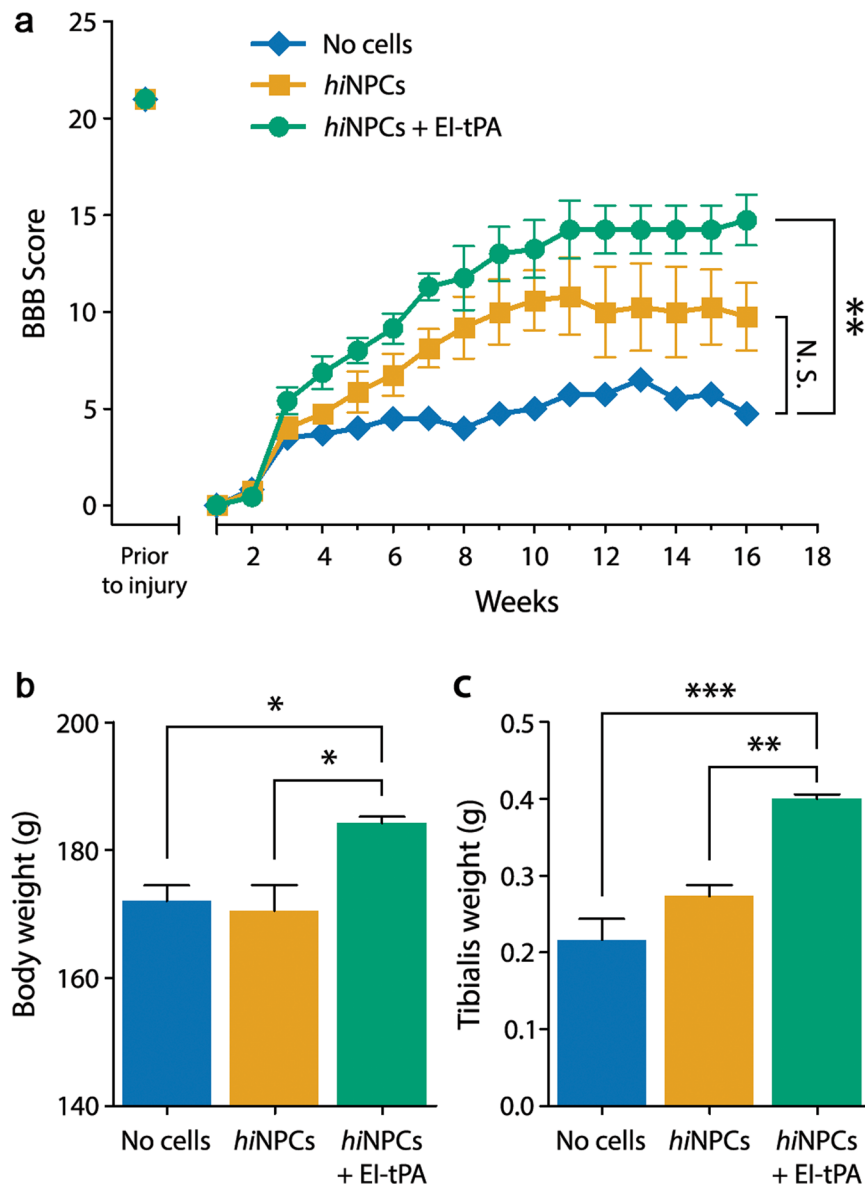 a
No cells
hiNPCs
hiNPCs + EI-tPA
25
20
15
10
5
0
BBB Score
**
N.S.
Prior
to injury
2 4 6 8 10 12 14 16 18
Weeks
b
*
*
200
180
160
140
Body weight (g)
No cells hiNPCs hiNPCs
+ EI-tPA
c
***
**
0.5
0.4
0.3
0.2
0.1
0.0
Tibialis weight (g)
No cells hiNPCs hiNPCs
+ EI-tPA